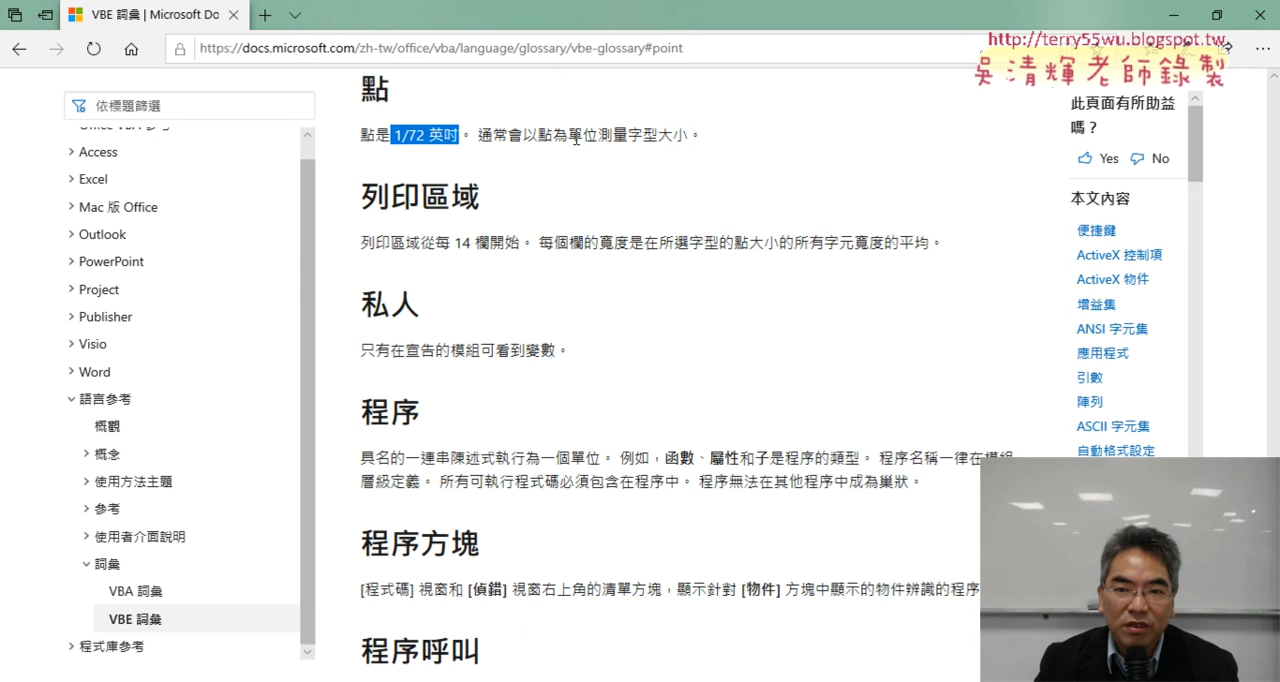 VBE 詞彙 | Microsoft Do
https://docs.microsoft.com/zh-tw/office/vba/language/glossary/vbe-glossary#point
http://terry55wu.blogspot.tw
吳清輝老師錄製
依標題篩選
Access
Excel
Mac 版 Office
Outlook
PowerPoint
Project
Publisher
Visio
Word
語言參考
概觀
概念
使用方法主題
參考
使用者介面說明
詞彙
VBA 詞彙
VBE 詞彙
程式庫參考
點
點是 1/72 英吋。 通常會以點為單位測量字型大小。
列印區域
列印區域從每 14 欄開始。 每個欄的寬度是在所選字型的點大小的所有字元寬度的平均。
私人
只有在宣告的模組可看到變數。
程序
具名的一連串陳述式執行為一個單位。 例如，函數、屬性和子是程序的類型。 程序名稱一律在模組
層級定義。 所有可執行程式碼必須包含在程序中。 程序無法在其他程序中成為巢狀。
程序方塊
[程式碼] 視窗和 [偵錯] 視窗右上角的清單方塊，顯示針對 [物件] 方塊中顯示的物件辨識的程序
程序呼叫
此頁面有所助益
嗎？
Yes No
本文內容
便捷鍵
ActiveX 控制項
ActiveX 物件
增益集
ANSI 字元集
應用程式
引數
陣列
ASCII 字元集
自動格式設定